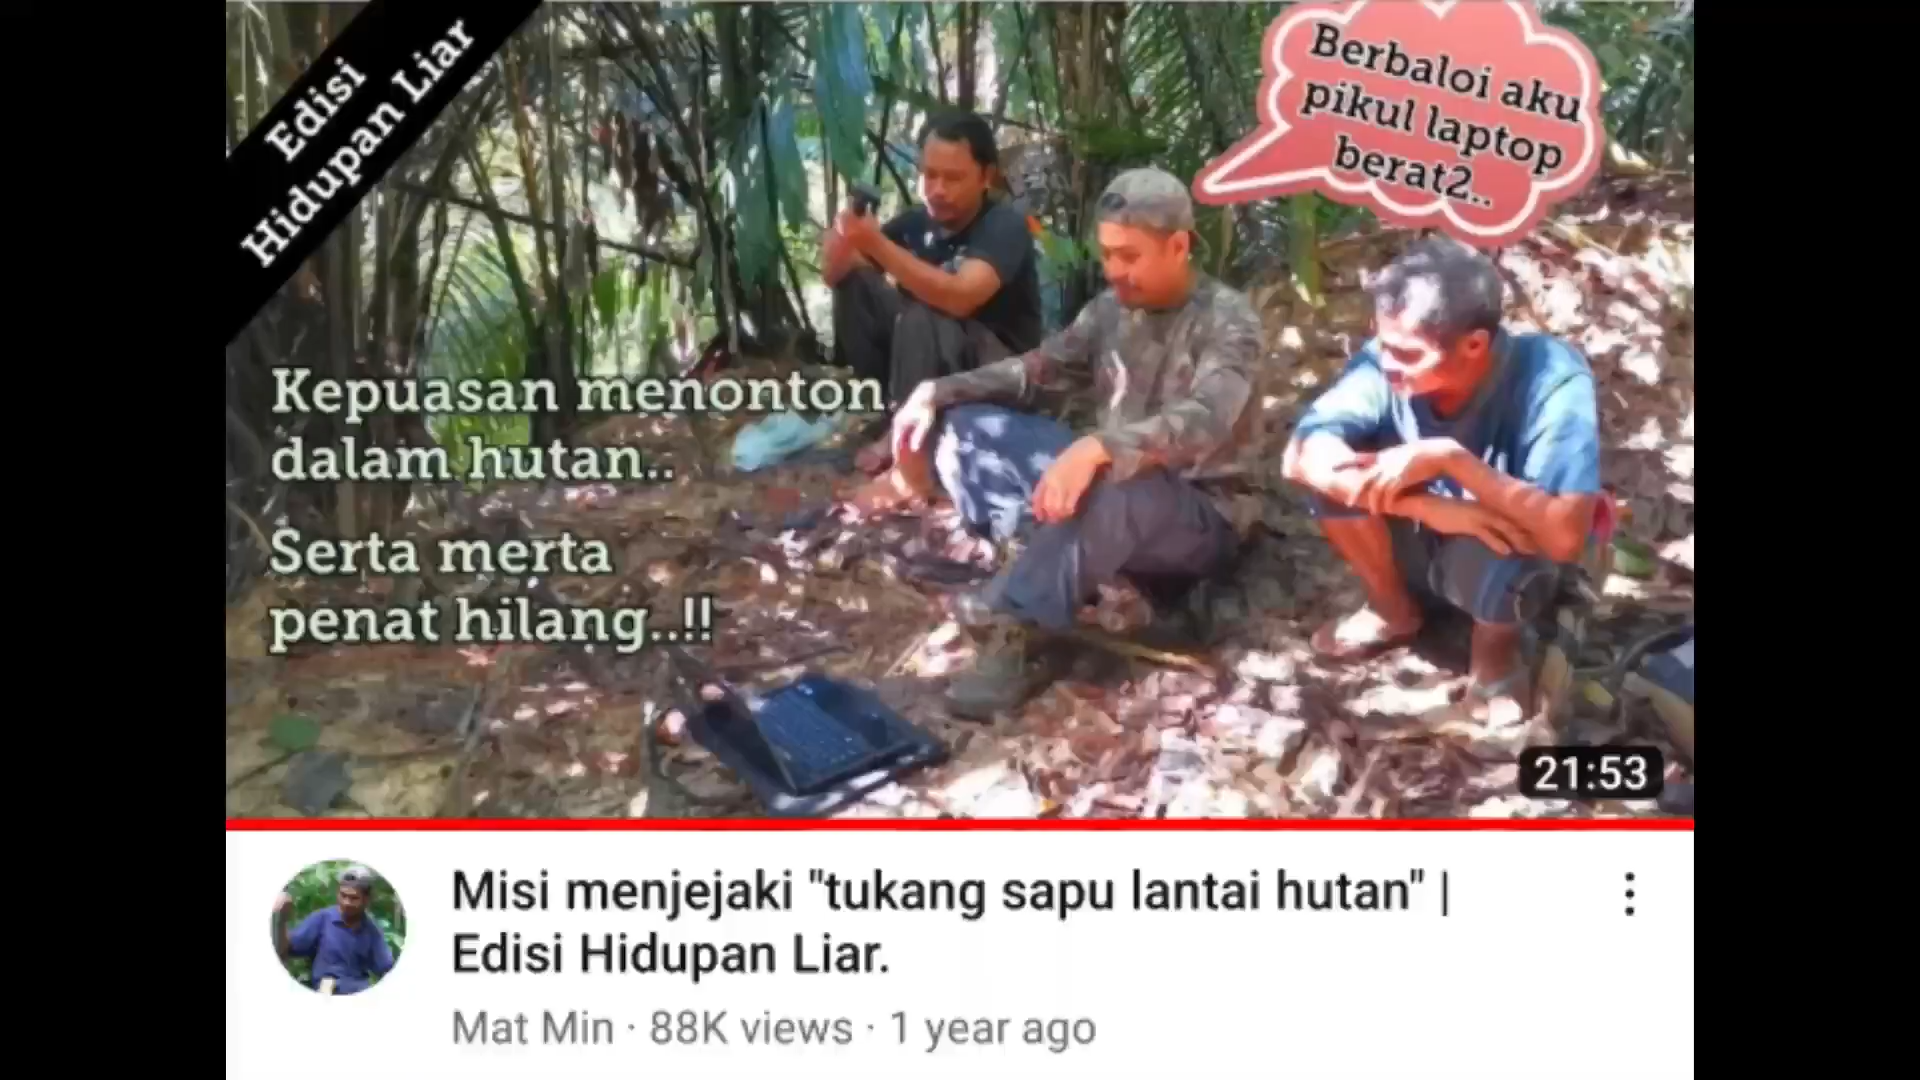 Edisi
Hidupan Liar
Berbaloi aku
pikul laptop
berat2..
Kepuasan menonton
dalam hutan..
Serta merta
penat hilang..!!
21:53
Misi menjejaki "tukang sapu lantai hutan" |
Edisi Hidupan Liar.
Mat Min · 88K views · 1 year ago